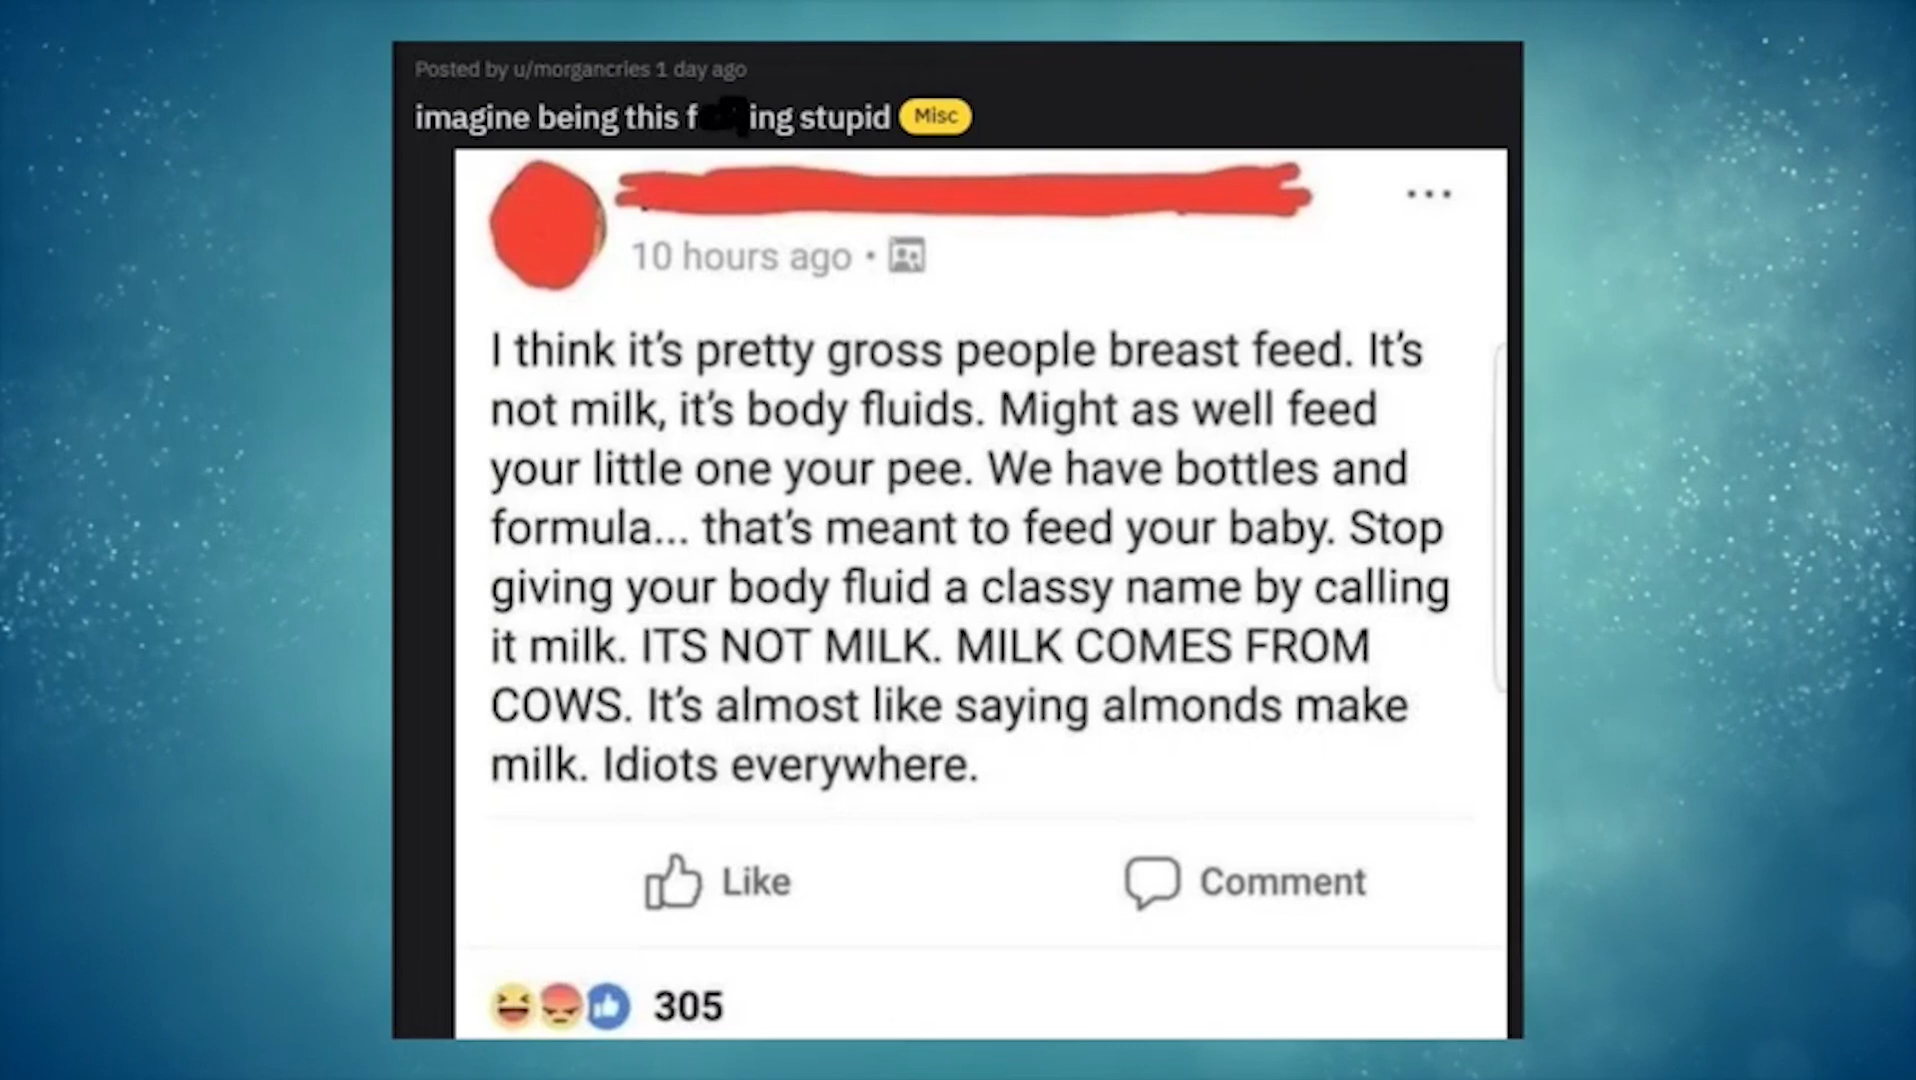 Posted by u/morgancries 1 day ago
imagine being this f ing stupid Misc
10 hours ago ·
I think it's pretty gross people breast feed. It's
not milk, it's body fluids. Might as well feed
your little one your pee. We have bottles and
formula... that's meant to feed your baby. Stop
giving your body fluid a classy name by calling
it milk. ITS NOT MILK. MILK COMES FROM
COWS. It's almost like saying almonds make
milk. Idiots everywhere.
Like Comment
305